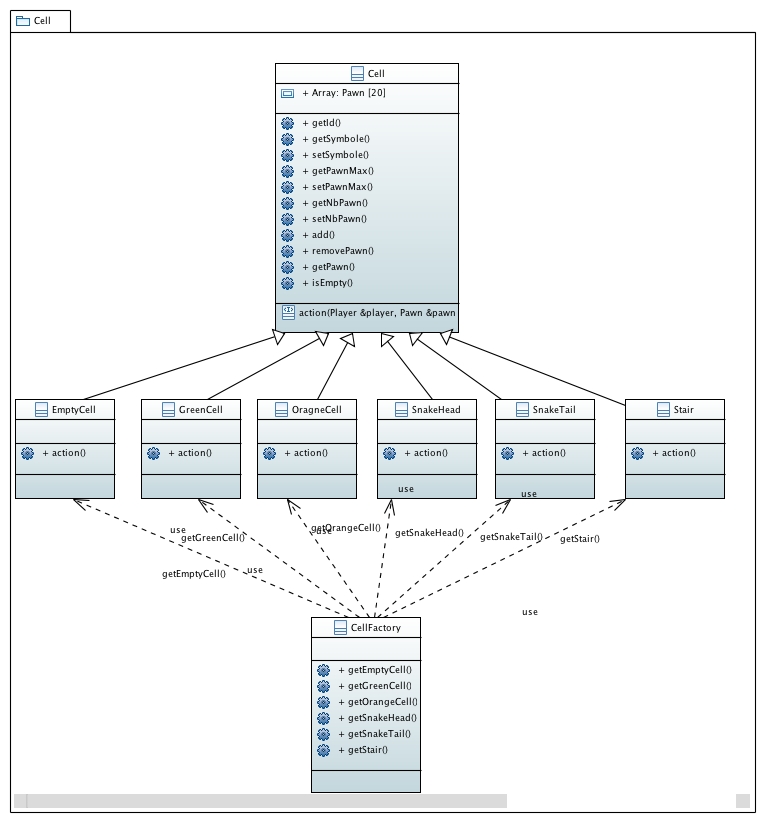 Cell
Cell
+ Array: Pawn [20]
+ getId()
+ getSymbole()
+ setSymbole()
+ getPawnMax()
+ setPawnMax()
+ getNbPawn()
+ setNbPawn()
+ add()
+ removePawn()
+ getPawn()
+ isEmpty()
action(Player &player, Pawn &pawn
EmptyCell
+ action()
GreenCell
+ action()
OragneCell
+ action()
SnakeHead
+ action()
SnakeTail
+ action()
Stair
+ action()
use
use
use
getGreenCell()
use
getOrangeCell()
getSnakeHead()
getSnakeTail()
getStair()
getEmptyCell()
use
use
CellFactory
+ getEmptyCell()
+ getGreenCell()
+ getOrangeCell()
+ getSnakeHead()
+ getSnakeTail()
+ getStair()